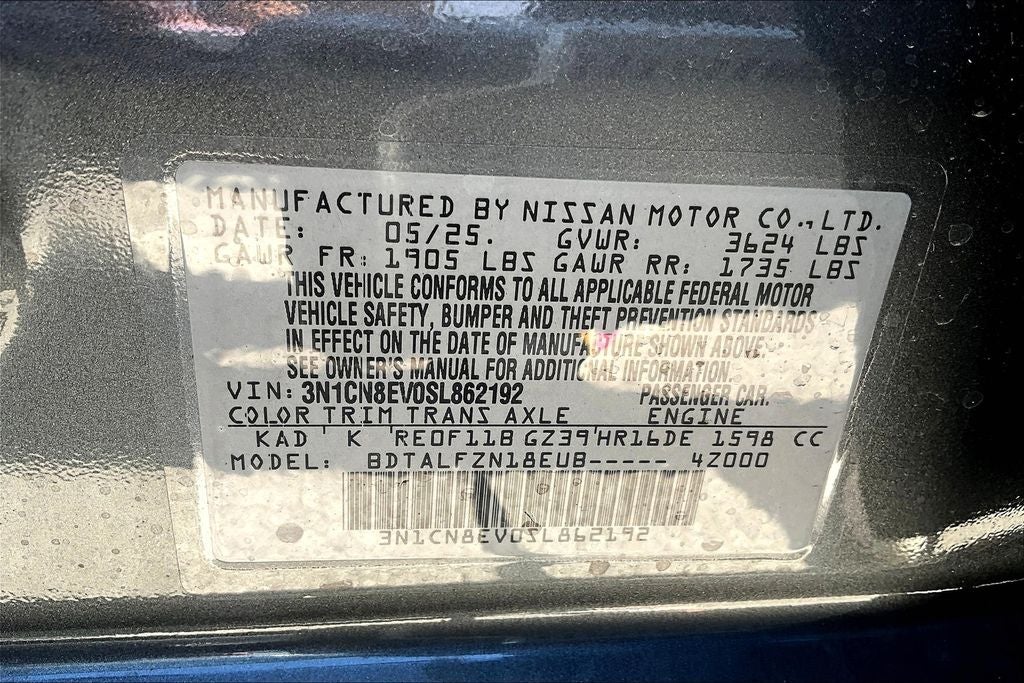 MANUFACTURED BY NISSAN MOTOR CO., LTD.
DATE: 05/25. GVWR: 3624 LBS
GAWR FR: 1905 LBS GAWR RR: 1735 LBS
THIS VEHICLE CONFORMS TO ALL APPLICABLE FEDERAL MOTOR
VEHICLE SAFETY, BUMPER AND THEFT PREVENTION STANDARDS
IN EFFECT ON THE DATE OF MANUFACTURE SHOWN ABOVE.
SEE OWNER'S MANUAL FOR ADDITIONAL INFORMATION.
VIN: 3N1CN8EV0SL862192 PASSENGER CAR.
COLOR TRIM TRANS AXLE ENGINE
KAD ' K ' RE0F11B GZ39 ' HR16DE 1598 CC
MODEL: BDTALFZN18EUB----- 4Z000
3N1CN8EV0SL862192